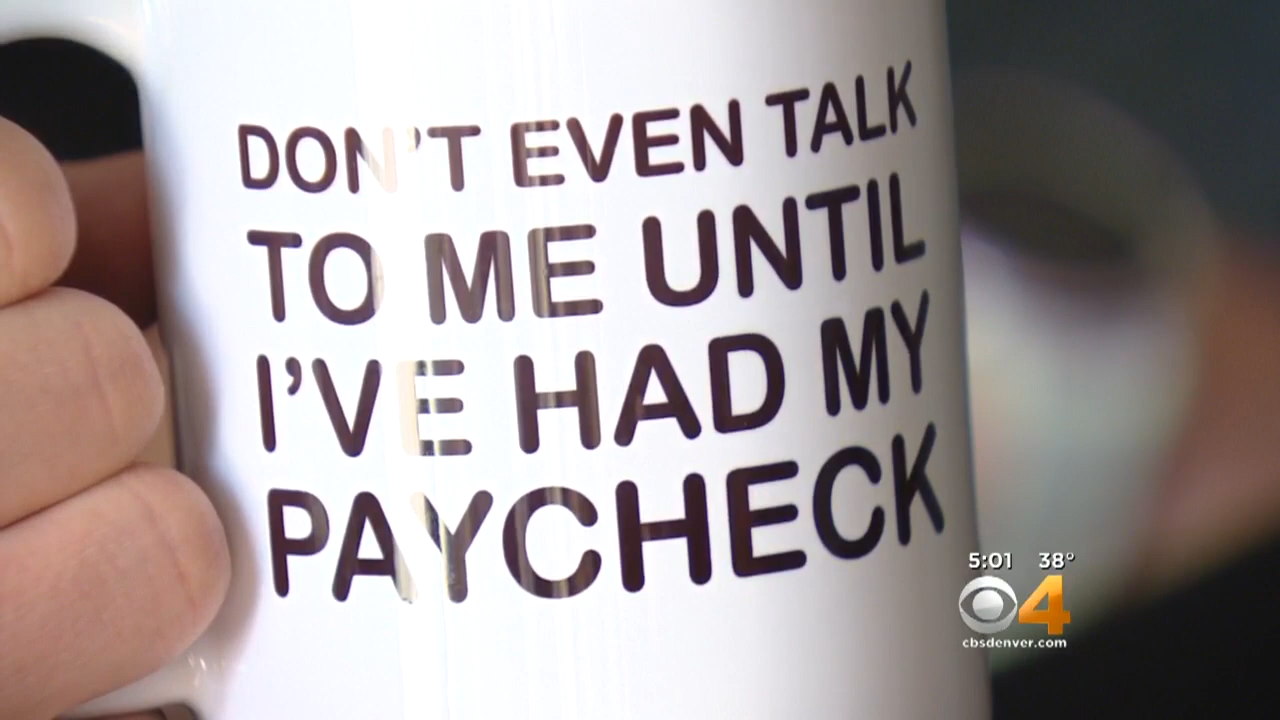 DON'T EVEN TALK
TO ME UNTIL
I'VE HAD MY
PAYCHECK
5:01 38°
4
cbsdenver.com